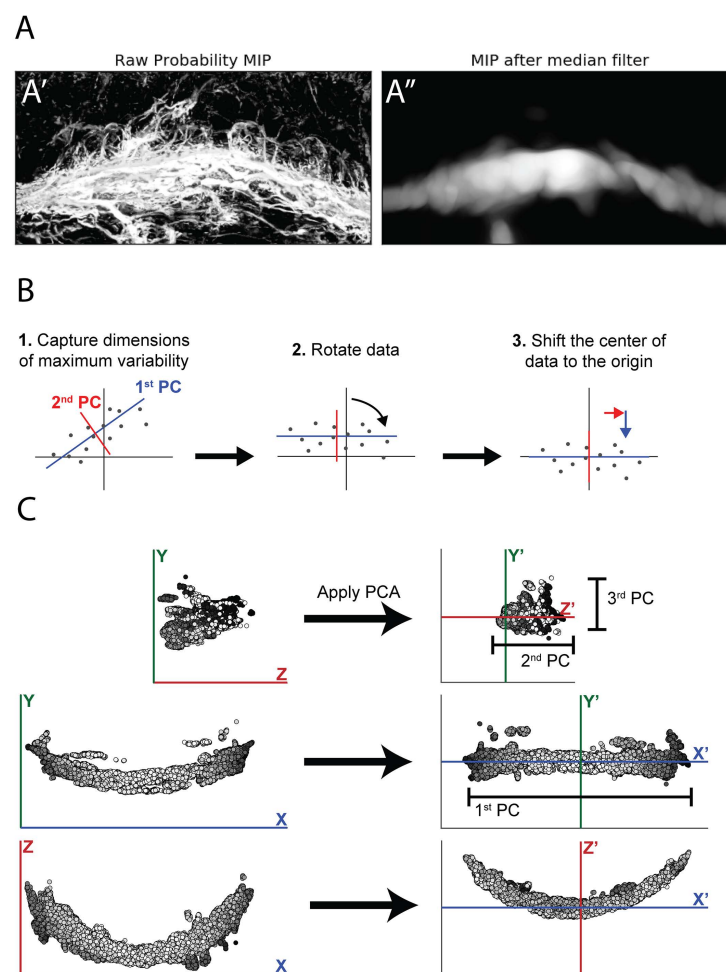 A
Raw Probability MIP
MIP after median filter
A'
A''
B
1. Capture dimensions
of maximum variability
2. Rotate data
3. Shift the center of
data to the origin
1st PC
2nd PC
C
Y
Z
Apply PCA
Y'
Z'
3rd PC
2nd PC
Y
X
Y'
X'
1st PC
Z
X
Z'
X'